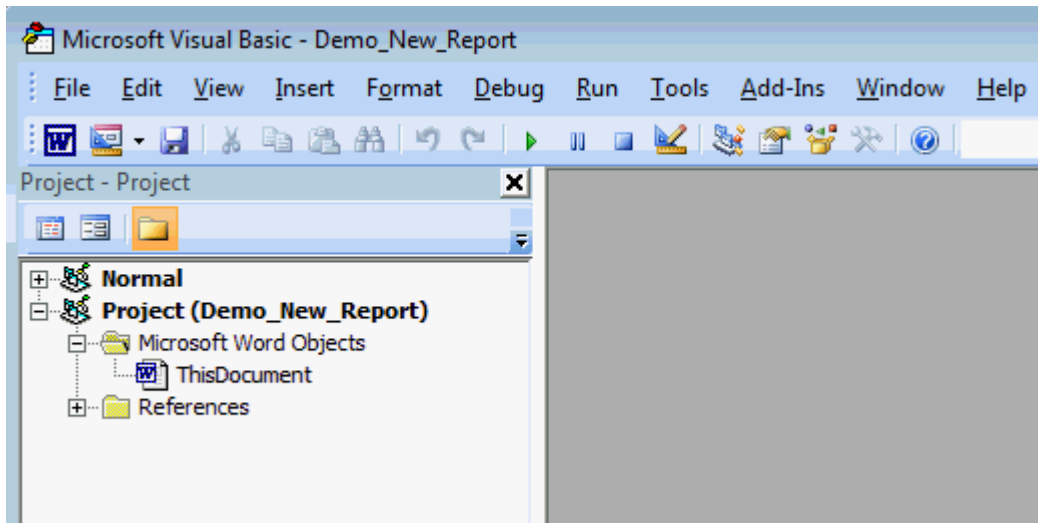 Microsoft Visual Basic - Demo_New_Report
File Edit View Insert Format Debug Run Tools Add-Ins Window Help
Project - Project
Normal
Project (Demo_New_Report)
Microsoft Word Objects
ThisDocument
References